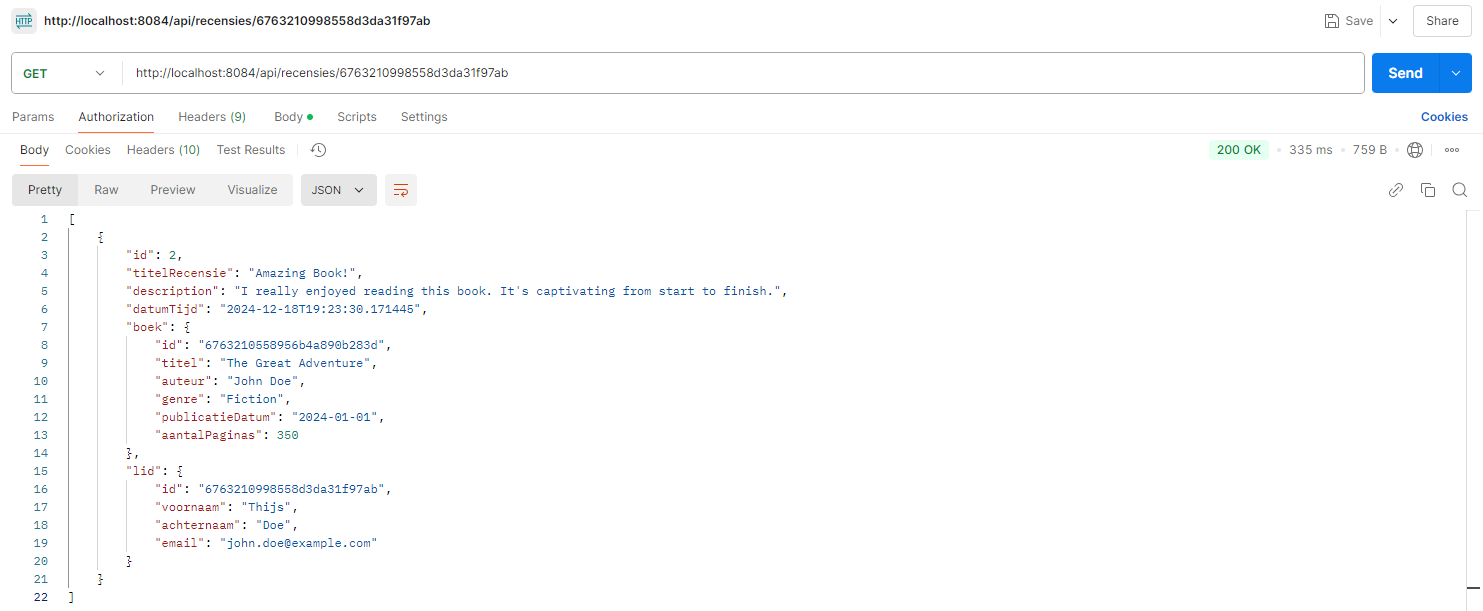 HTTP http://localhost:8084/api/recensies/6763210998558d3da31f97ab Save Share
GET http://localhost:8084/api/recensies/6763210998558d3da31f97ab Send
Params Authorization Headers (9) Body Scripts Settings Cookies
Body Cookies Headers (10) Test Results 200 OK 335 ms 759 B
Pretty Raw Preview Visualize JSON
1 [
2 {
3 "id": 2,
4 "titelRecensie": "Amazing Book!",
5 "description": "I really enjoyed reading this book. It's captivating from start to finish.",
6 "datumTijd": "2024-12-18T19:23:30.171445",
7 "boek": {
8 "id": "6763210558956b4a890b283d",
9 "titel": "The Great Adventure",
10 "auteur": "John Doe",
11 "genre": "Fiction",
12 "publicatieDatum": "2024-01-01",
13 "aantalPaginas": 350
14 },
15 "lid": {
16 "id": "6763210998558d3da31f97ab",
17 "voornaam": "Thijs",
18 "achternaam": "Doe",
19 "email": "john.doe@example.com"
20 }
21 }
22 ]